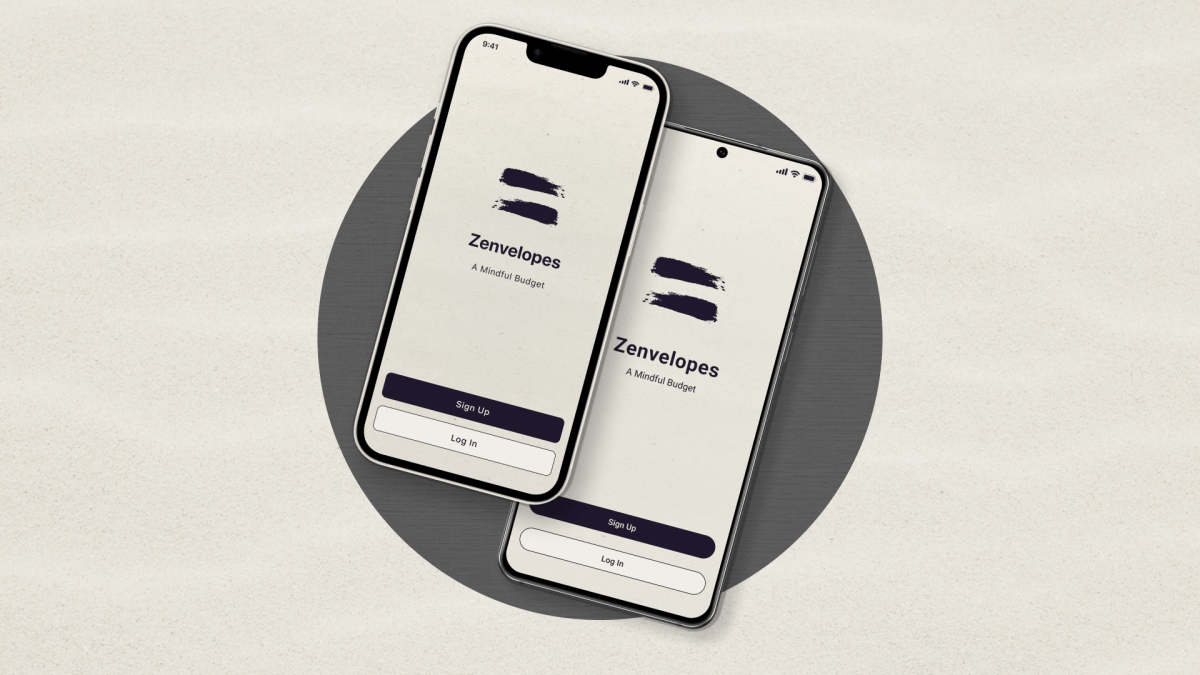 9:41
Zenvelopes
A Mindful Budget
Sign Up
Log In
Zenvelopes
A Mindful Budget
Sign Up
Log In